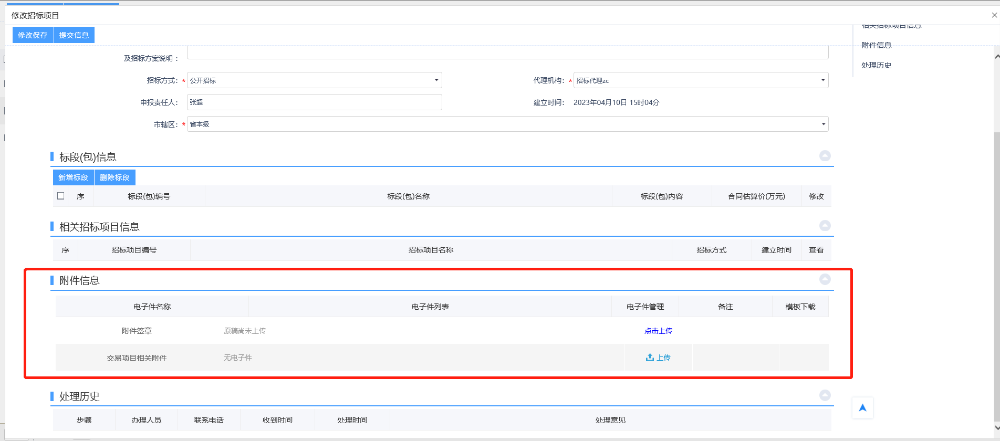 修改招标项目
修改保存 提交信息
相关招标项目信息
附件信息
处理历史
及招标方案说明：
招标方式：* 公开招标 代理机构：* 招标代理zc
申报责任人： 张超 建立时间： 2023年04月10日 15时04分
市辖区：* 省本级
标段(包)信息
新增标段 删除标段
序 标段(包)编号 标段(包)名称 标段(包)内容 合同估算价(万元) 修改
相关招标项目信息
序 招标项目编号 招标项目名称 招标方式 建立时间 查看
附件信息
电子件名称 电子件列表 电子件管理 备注 模板下载
附件签章 原稿尚未上传 点击上传
交易项目相关附件 无电子件 上传
处理历史
步骤 办理人员 联系电话 收到时间 处理时间 处理意见